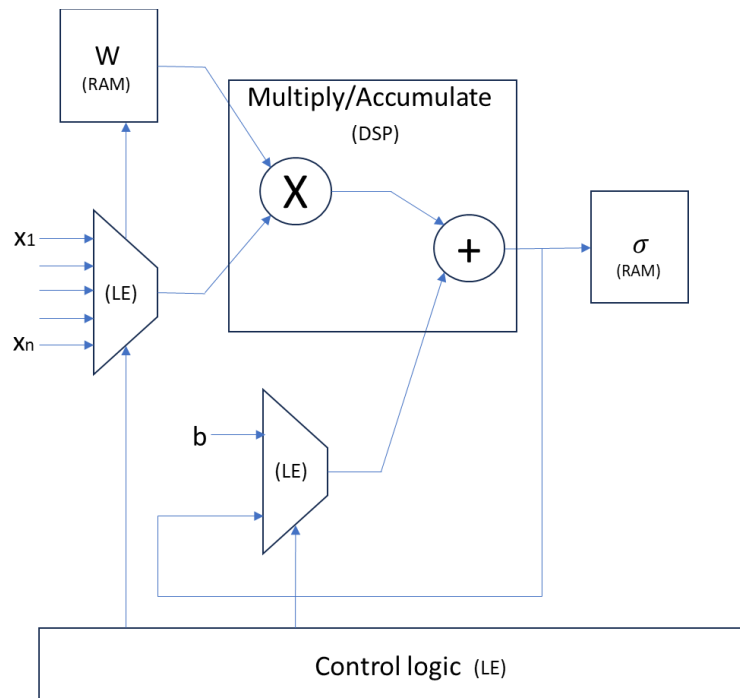 W
(RAM)
Multiply/Accumulate
(DSP)
X
x1
(LE)
xn
+
σ
(RAM)
b
(LE)
Control logic (LE)